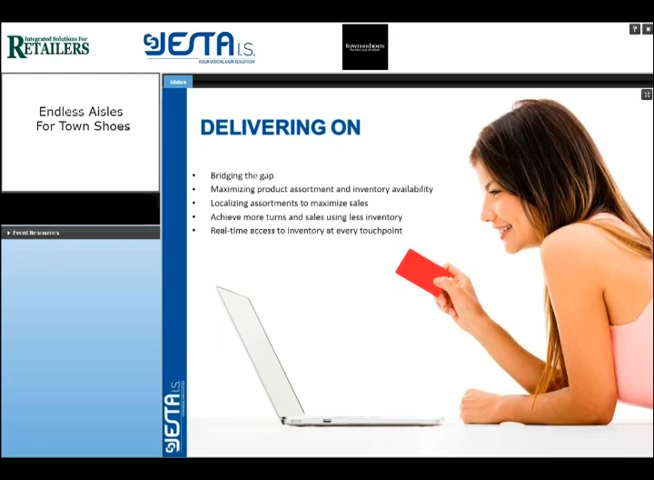 Integrated Solutions For
RETAILERS
JESTA I.S.
YOUR VISION, OUR SOLUTION
townshoes
?
x
Endless Aisles
For Town Shoes
Slides
DELIVERING ON
• Bridging the gap
• Maximizing product assortment and inventory availability
• Localizing assortments to maximize sales
• Achieve more turns and sales using less inventory
• Real-time access to inventory at every touchpoint
Event Resources
JESTA I.S.